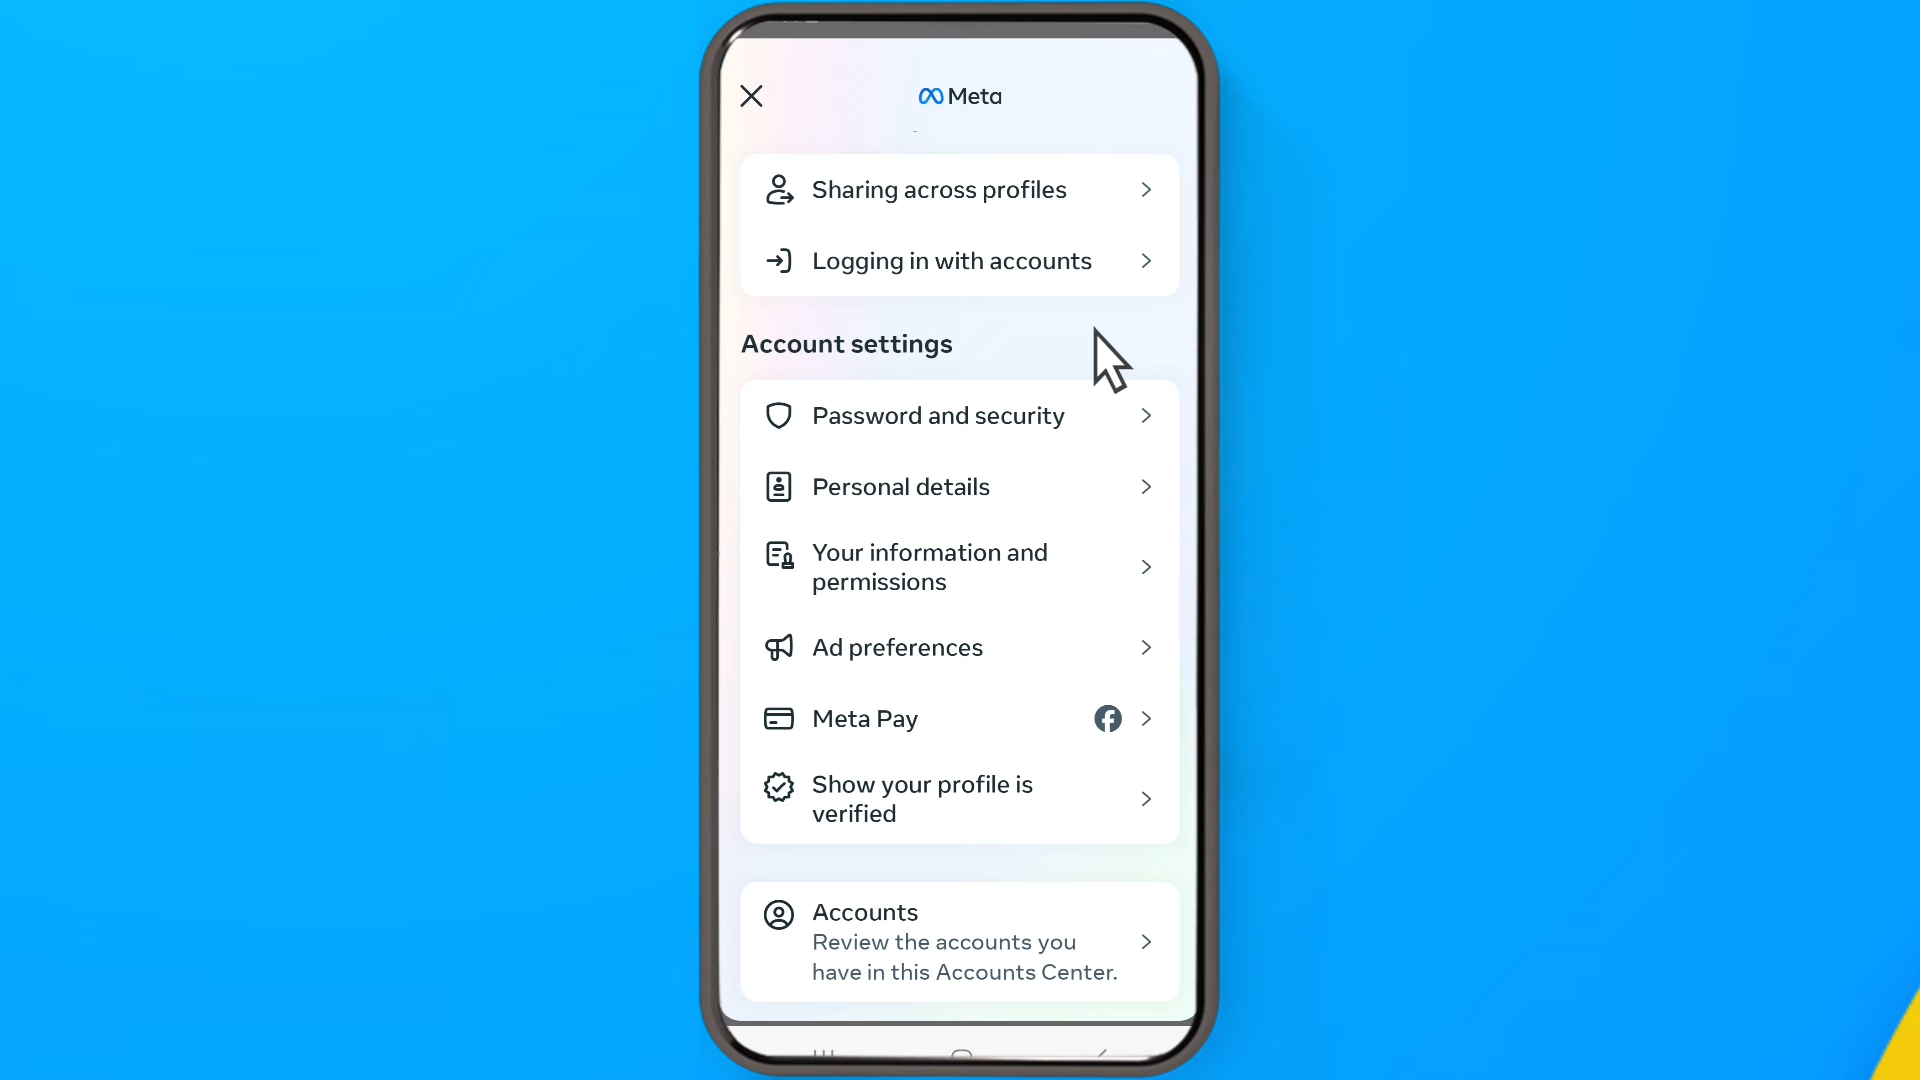 Meta
Sharing across profiles
Logging in with accounts
Account settings
Password and security
Personal details
Your information and
permissions
Ad preferences
Meta Pay
Show your profile is
verified
Accounts
Review the accounts you
have in this Accounts Center.